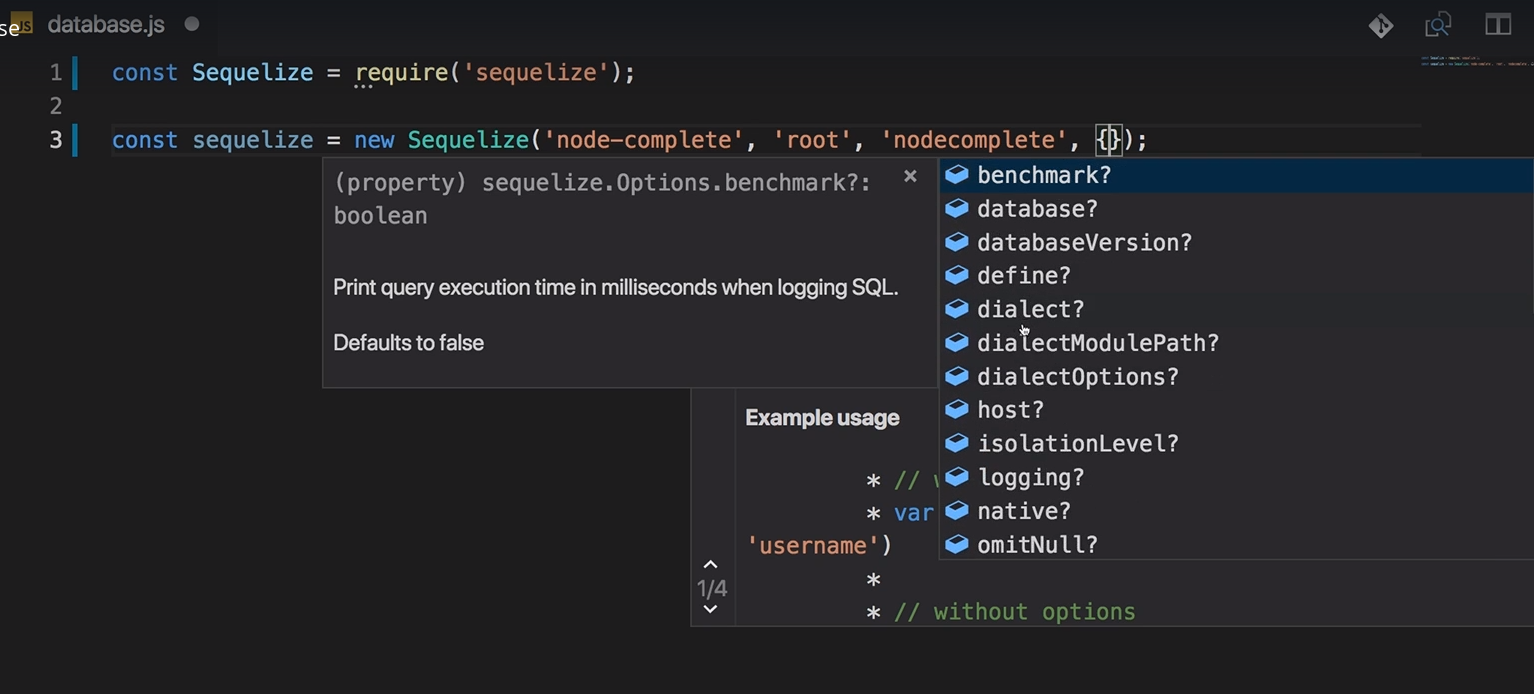 se JS database.js
1 const Sequelize = require('sequelize');
2
3 const sequelize = new Sequelize('node-complete', 'root', 'nodecomplete', {});
(property) sequelize.Options.benchmark?:
boolean
Print query execution time in milliseconds when logging SQL.
Defaults to false
benchmark?
database?
databaseVersion?
define?
dialect?
dialectModulePath?
dialectOptions?
host?
isolationLevel?
logging?
native?
omitNull?
Example usage
* //
* var
'username')
*
* // without options
1/4